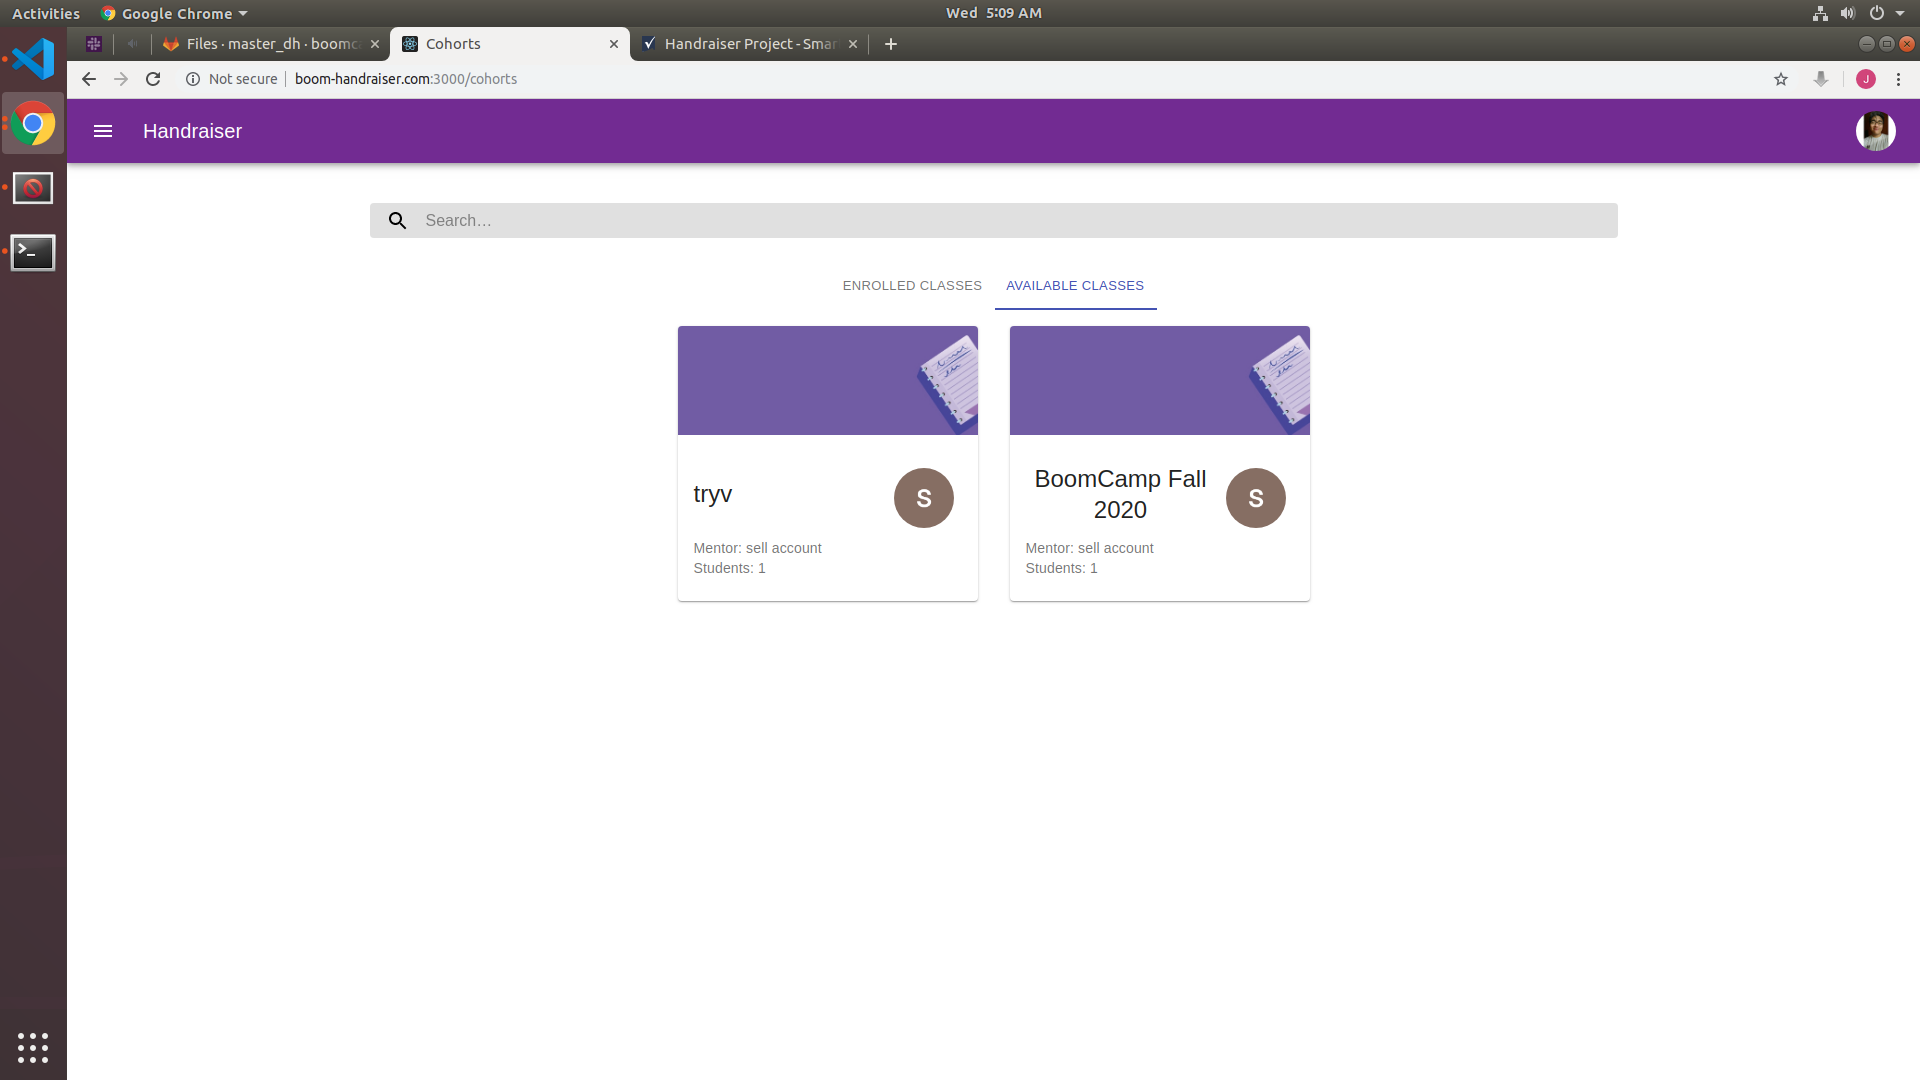 Activities
Google Chrome
Wed 5:09 AM
Files · master_dh · boomc
Cohorts
Handraiser Project - Smar
Not secure
boom-handraiser.com:3000/cohorts
J
Handraiser
Search…
ENROLLED CLASSES
AVAILABLE CLASSES
tryv
S
Mentor: sell account
Students: 1
BoomCamp Fall
2020
S
Mentor: sell account
Students: 1